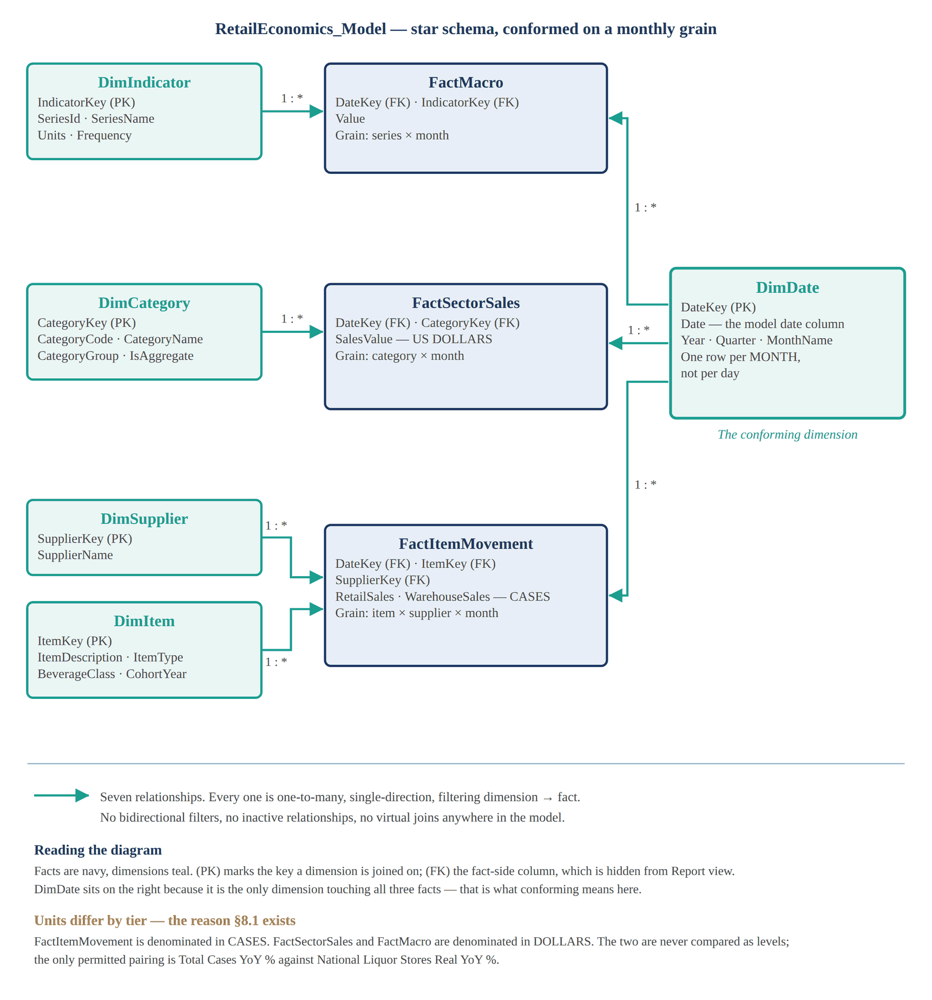 RetailEconomics_Model — star schema, conformed on a monthly grain
DimIndicator
IndicatorKey (PK)
SeriesId · SeriesName
Units · Frequency
1 : *
FactMacro
DateKey (FK) · IndicatorKey (FK)
Value
Grain: series × month
1 : *
DimCategory
CategoryKey (PK)
CategoryCode · CategoryName
CategoryGroup · IsAggregate
1 : *
FactSectorSales
DateKey (FK) · CategoryKey (FK)
SalesValue — US DOLLARS
Grain: category × month
1 : *
DimDate
DateKey (PK)
Date — the model date column
Year · Quarter · MonthName
One row per MONTH,
not per day
The conforming dimension
1 : *
DimSupplier
SupplierKey (PK)
SupplierName
1 : *
DimItem
ItemKey (PK)
ItemDescription · ItemType
BeverageClass · CohortYear
1 : *
FactItemMovement
DateKey (FK) · ItemKey (FK)
SupplierKey (FK)
RetailSales · WarehouseSales — CASES
Grain: item × supplier × month
Seven relationships. Every one is one-to-many, single-direction, filtering dimension → fact.
No bidirectional filters, no inactive relationships, no virtual joins anywhere in the model.
Reading the diagram
Facts are navy, dimensions teal. (PK) marks the key a dimension is joined on; (FK) the fact-side column, which is hidden from Report view.
DimDate sits on the right because it is the only dimension touching all three facts — that is what conforming means here.
Units differ by tier — the reason §8.1 exists
FactItemMovement is denominated in CASES. FactSectorSales and FactMacro are denominated in DOLLARS. The two are never compared as levels;
the only permitted pairing is Total Cases YoY % against National Liquor Stores Real YoY %.